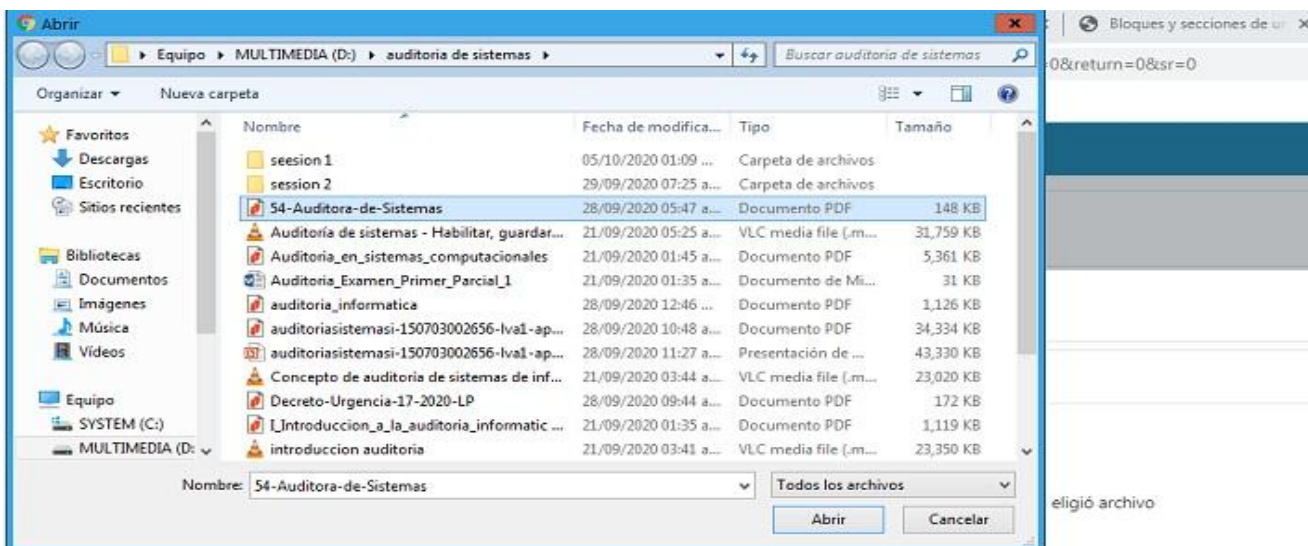 Abrir
Bloques y secciones de u
Equipo ▸ MULTIMEDIA (D:) ▸ auditoria de sistemas ▸
Buscar auditoria de sistemas
=0&return=0&sr=0
Organizar ▾ Nueva carpeta
Favoritos
Descargas
Escritorio
Sitios recientes
Bibliotecas
Documentos
Imágenes
Música
Vídeos
Equipo
SYSTEM (C:)
MULTIMEDIA (D:
Nombre Fecha de modifica... Tipo Tamaño
seesion 1 05/10/2020 01:09 ... Carpeta de archivos
session 2 29/09/2020 07:25 a... Carpeta de archivos
54-Auditora-de-Sistemas 28/09/2020 05:47 a... Documento PDF 148 KB
Auditoría de sistemas - Habilitar, guardar... 21/09/2020 05:25 a... VLC media file (.m... 31,759 KB
Auditoria_en_sistemas_computacionales 21/09/2020 01:45 a... Documento PDF 5,361 KB
Auditoria_Examen_Primer_Parcial_1 21/09/2020 01:35 a... Documento de Mi... 31 KB
auditoria_informatica 28/09/2020 12:46 ... Documento PDF 1,126 KB
auditoriasistemasi-150703002656-lva1-ap... 28/09/2020 10:48 a... Documento PDF 34,334 KB
auditoriasistemasi-150703002656-lva1-ap... 28/09/2020 11:27 a... Presentación de ... 43,330 KB
Concepto de auditoria de sistemas de inf... 21/09/2020 03:44 a... VLC media file (.m... 23,020 KB
Decreto-Urgencia-17-2020-LP 28/09/2020 09:44 a... Documento PDF 172 KB
I_Introduccion_a_la_auditoria_informatic ... 21/09/2020 01:35 a... Documento PDF 1,119 KB
introduccion auditoria 21/09/2020 03:41 a... VLC media file (.m... 23,350 KB
Nombre: 54-Auditora-de-Sistemas
Todos los archivos
Abrir Cancelar
eligió archivo